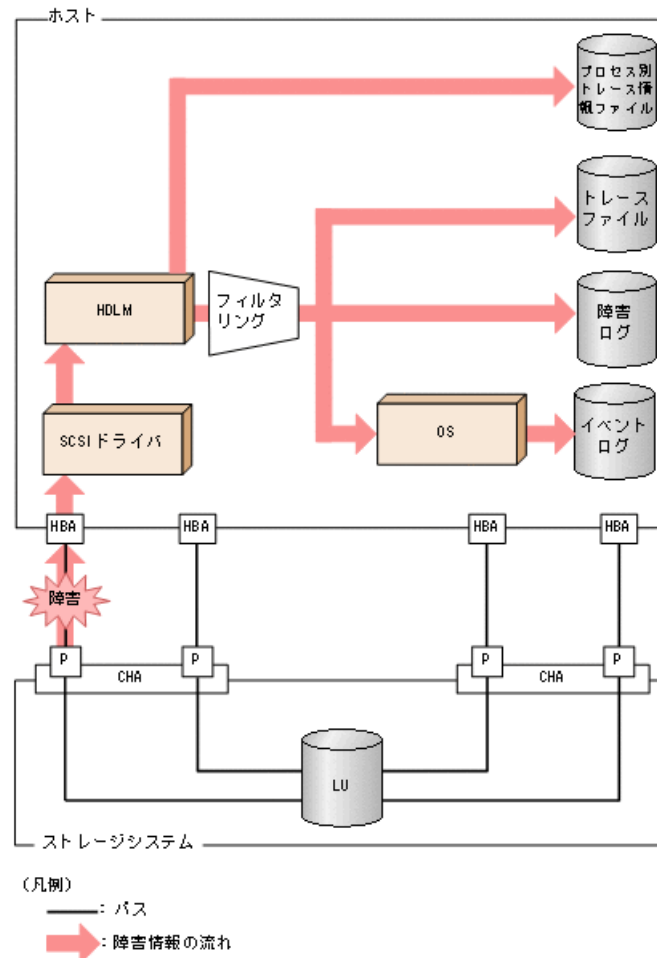 ホスト
プロセス別
トレース情
報ファイル
トレース
ファイル
HDLM
フィルタ
リング
障害
ログ
SCSIドライバ
OS
イベント
ログ
HBA
HBA
HBA
HBA
障害
P
P
P
P
CHA
CHA
LU
ストレージシステム
(凡例)
: パス
: 障害情報の流れ